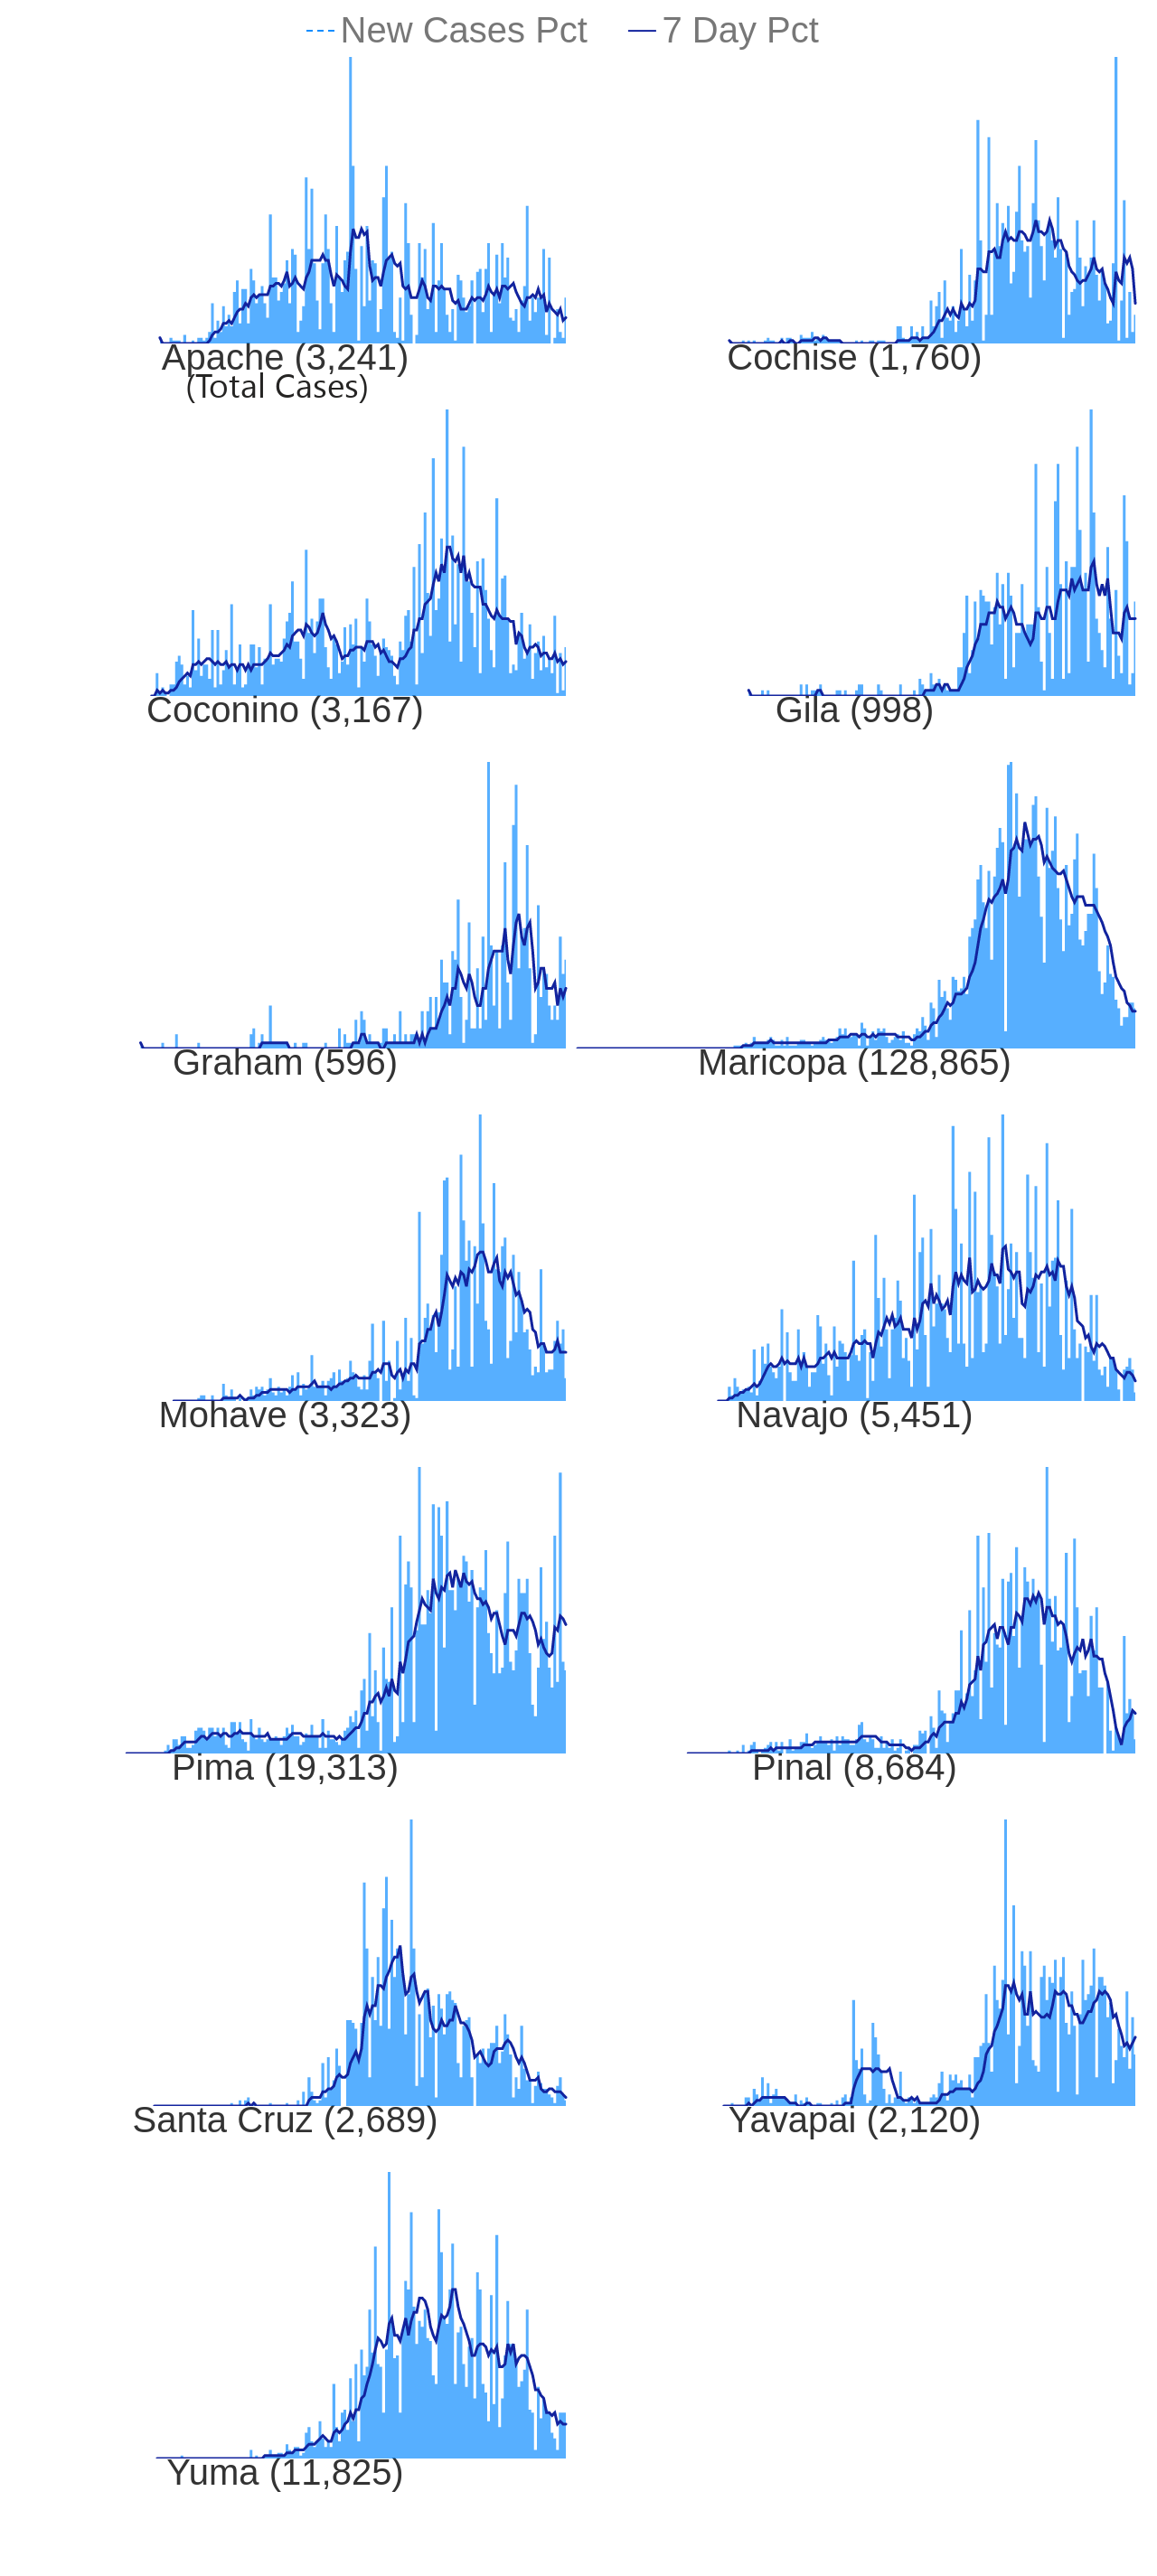 New Cases Pct 7 Day Pct
Apache (3,241) Cochise (1,760)
(Total Cases)
Coconino (3,167) Gila (998)
Graham (596) Maricopa (128,865)
Mohave (3,323) Navajo (5,451)
Pima (19,313) Pinal (8,684)
Santa Cruz (2,689) Yavapai (2,120)
Yuma (11,825)